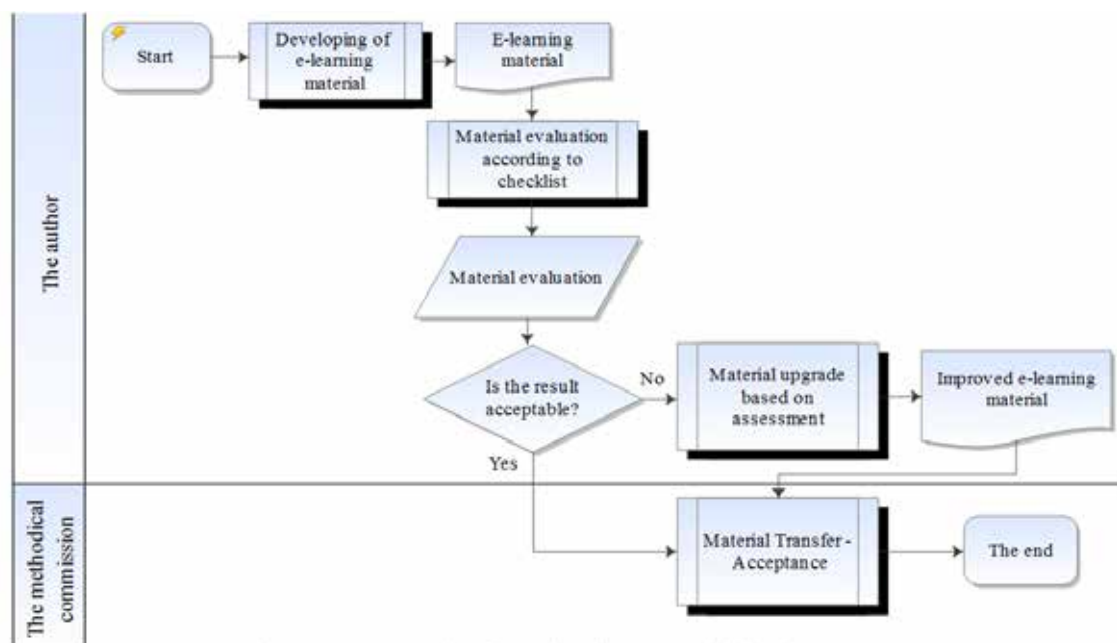 The author
Start
Developing of
e-learning
material
E-learning
material
Material evaluation
according to
checklist
Material evaluation
Is the result
acceptable?
No
Material upgrade
based on
assessment
Improved e-learning
material
Yes
The methodical
commission
Material Transfer -
Acceptance
The end